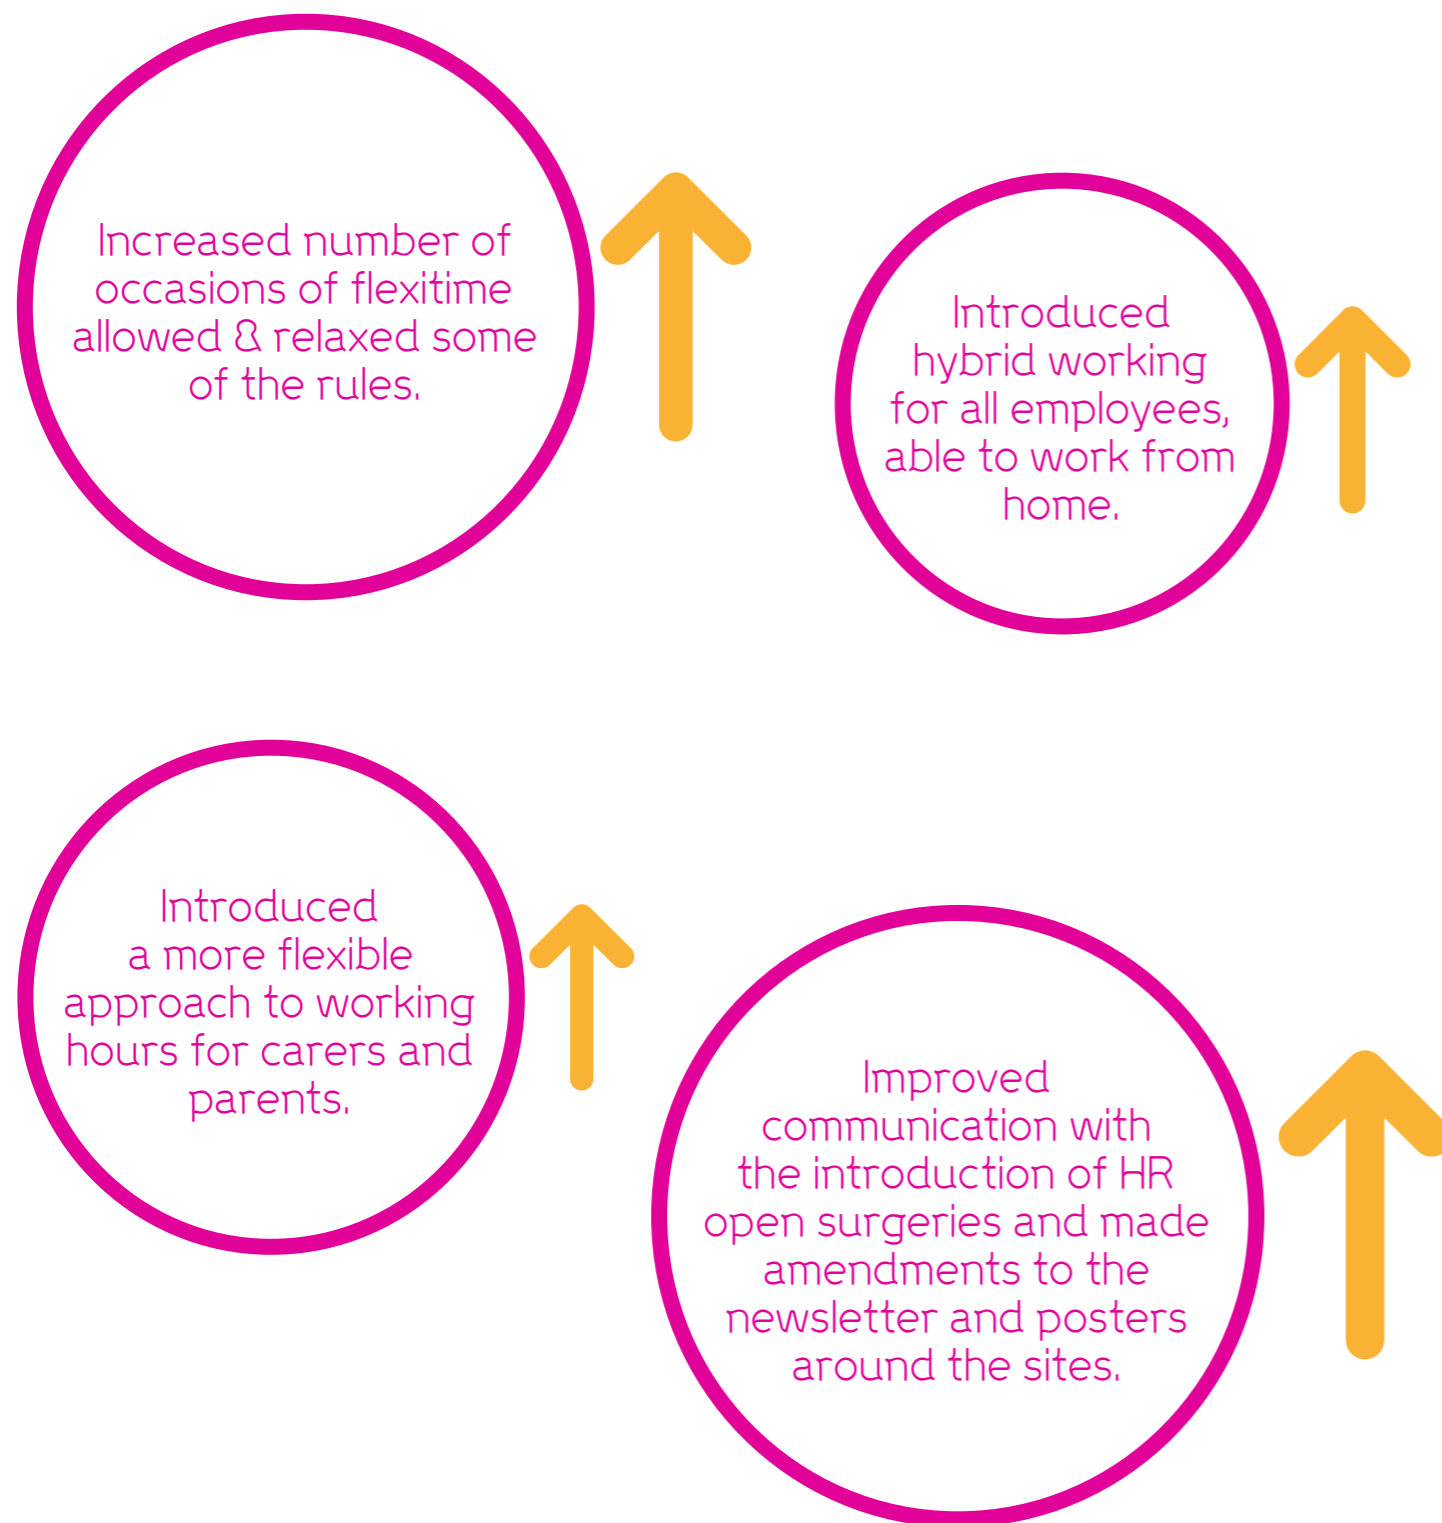 Increased number of
occasions of flexitime
allowed & relaxed some
of the rules.
Introduced
hybrid working
for all employees,
able to work from
home.
Introduced
a more flexible
approach to working
hours for carers and
parents.
Improved
communication with
the introduction of HR
open surgeries and made
amendments to the
newsletter and posters
around the sites.